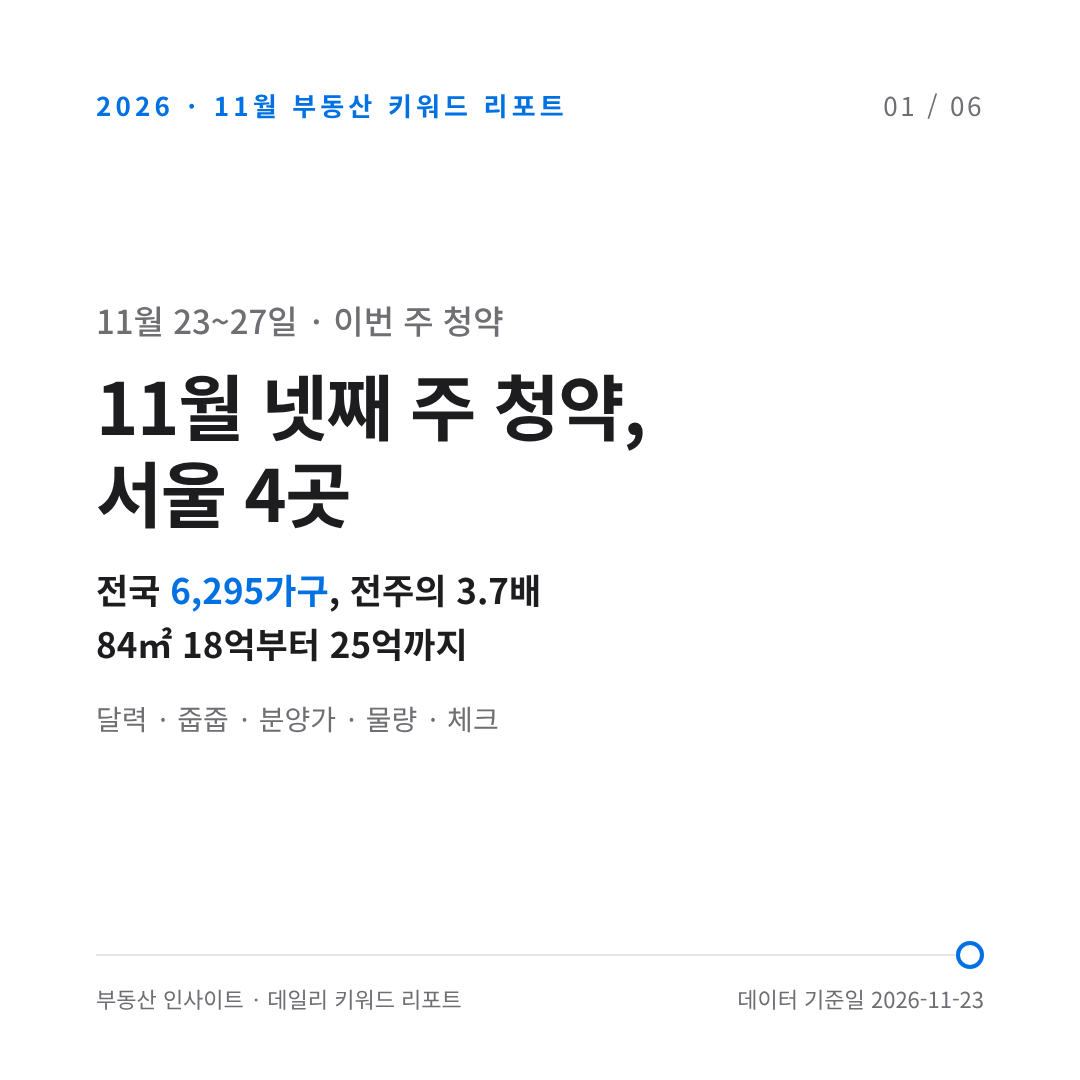 2026 · 11월 부동산 키워드 리포트
01 / 06
11월 23~27일 · 이번 주 청약
11월 넷째 주 청약,
서울 4곳
전국 6,295가구, 전주의 3.7배
84㎡ 18억부터 25억까지
달력 · 줍줍 · 분양가 · 물량 · 체크
부동산 인사이트 · 데일리 키워드 리포트
데이터 기준일 2026-11-23